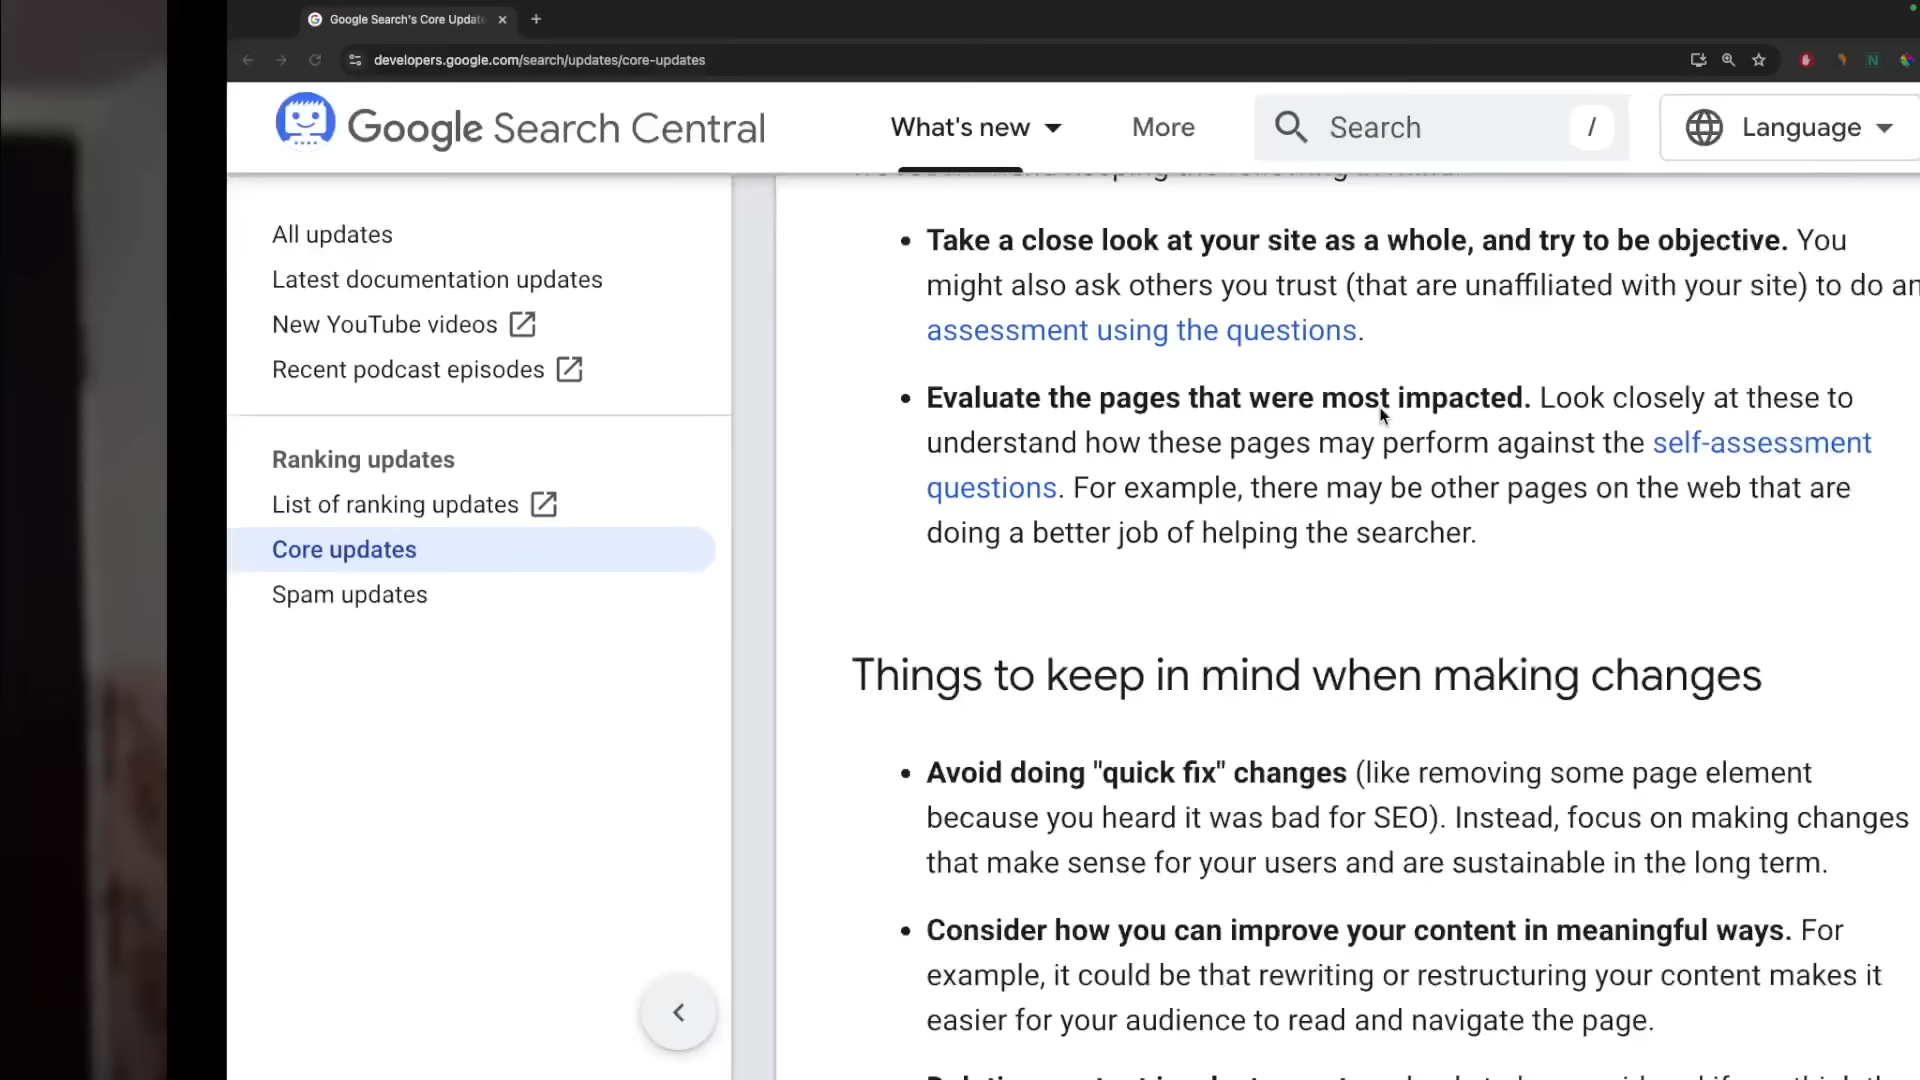 Google Search's Core Updat
developers.google.com/search/updates/core-updates
Google Search Central
What's new
More
Search
/
Language
All updates
Latest documentation updates
New YouTube videos
Recent podcast episodes
Ranking updates
List of ranking updates
Core updates
Spam updates
• Take a close look at your site as a whole, and try to be objective. You
might also ask others you trust (that are unaffiliated with your site) to do an
assessment using the questions.
• Evaluate the pages that were most impacted. Look closely at these to
understand how these pages may perform against the self-assessment
questions. For example, there may be other pages on the web that are
doing a better job of helping the searcher.
Things to keep in mind when making changes
• Avoid doing "quick fix" changes (like removing some page element
because you heard it was bad for SEO). Instead, focus on making changes
that make sense for your users and are sustainable in the long term.
• Consider how you can improve your content in meaningful ways. For
example, it could be that rewriting or restructuring your content makes it
easier for your audience to read and navigate the page.